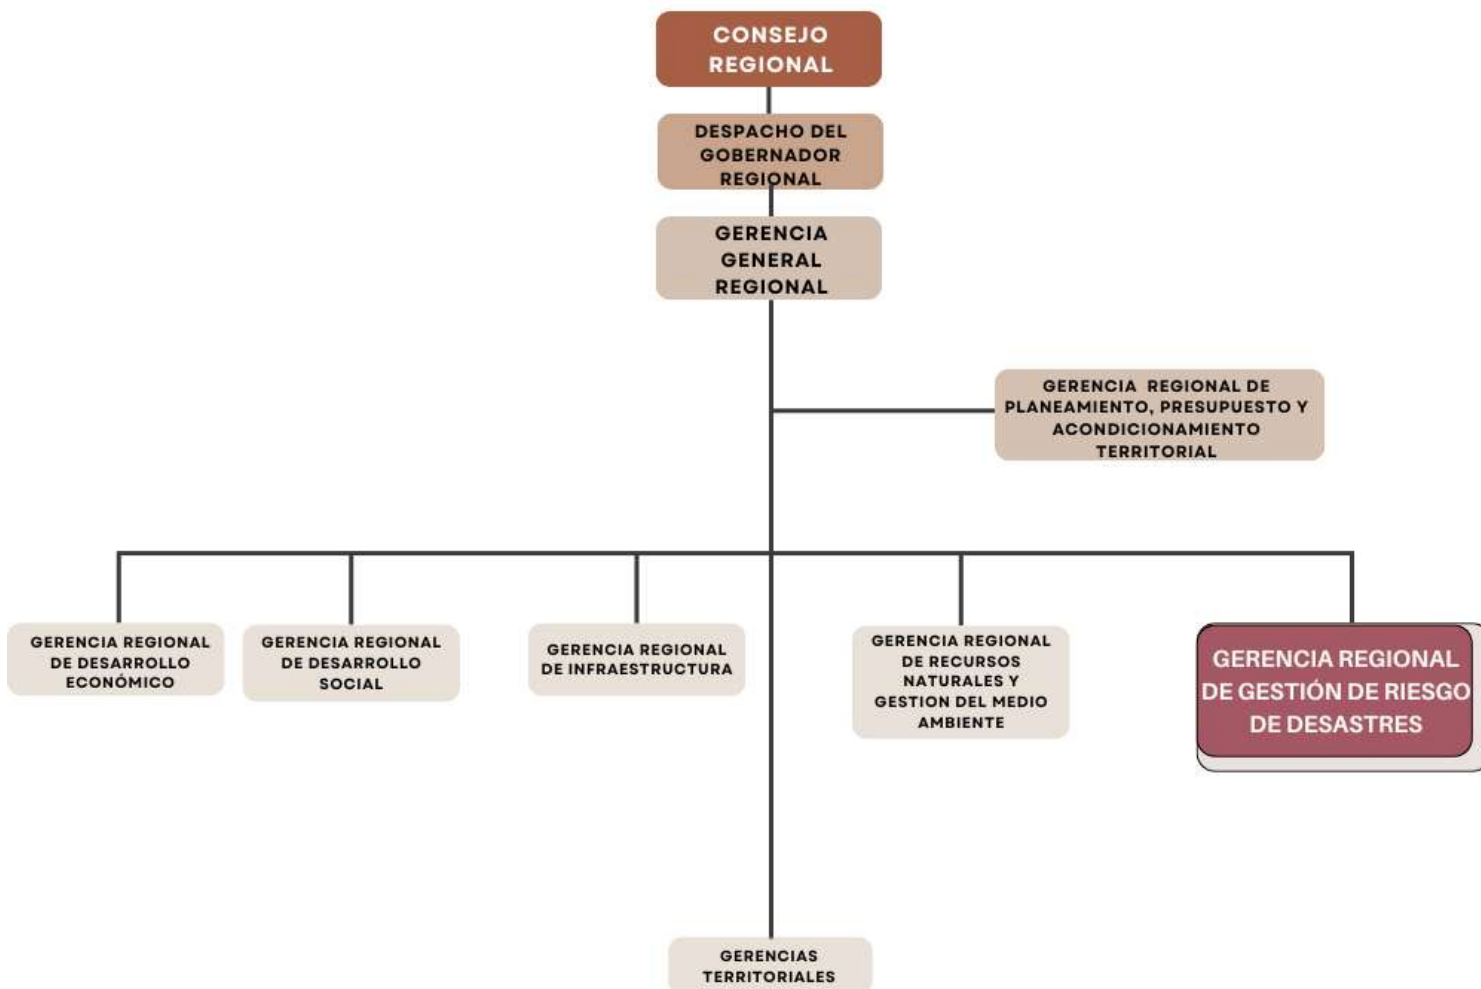 CONSEJO
REGIONAL
DESPACHO DEL
GOBERNADOR
REGIONAL
GERENCIA
GENERAL
REGIONAL
GERENCIA REGIONAL DE
PLANEAMIENTO, PRESUPUESTO Y
ACONDICIONAMIENTO
TERRITORIAL
GERENCIA REGIONAL
DE DESARROLLO
ECONÓMICO
GERENCIA REGIONAL
DE DESARROLLO
SOCIAL
GERENCIA REGIONAL
DE INFRAESTRUCTURA
GERENCIA REGIONAL
DE RECURSOS
NATURALES Y
GESTION DEL MEDIO
AMBIENTE
GERENCIA REGIONAL
DE GESTIÓN DE RIESGO
DE DESASTRES
GERENCIAS
TERRITORIALES